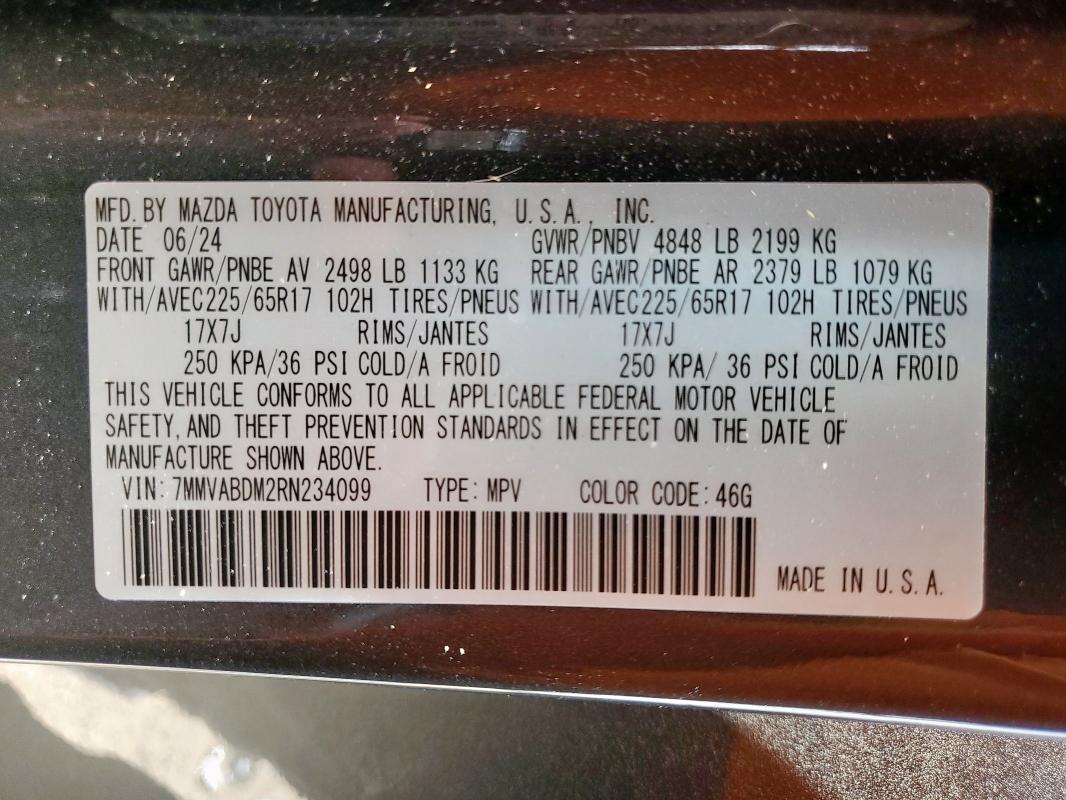 MFD. BY MAZDA TOYOTA MANUFACTURING, U.S.A., INC.
DATE 06/24 GVWR/PNBV 4848 LB 2199 KG
FRONT GAWR/PNBE AV 2498 LB 1133 KG REAR GAWR/PNBE AR 2379 LB 1079 KG
WITH/AVEC225/65R17 102H TIRES/PNEUS WITH/AVEC225/65R17 102H TIRES/PNEUS
17X7J RIMS/JANTES 17X7J RIMS/JANTES
250 KPA/36 PSI COLD/A FROID 250 KPA/ 36 PSI COLD/A FROID
THIS VEHICLE CONFORMS TO ALL APPLICABLE FEDERAL MOTOR VEHICLE
SAFETY, AND THEFT PREVENTION STANDARDS IN EFFECT ON THE DATE OF
MANUFACTURE SHOWN ABOVE.
VIN: 7MMVABDM2RN234099 TYPE: MPV COLOR CODE: 46G
MADE IN U.S.A.